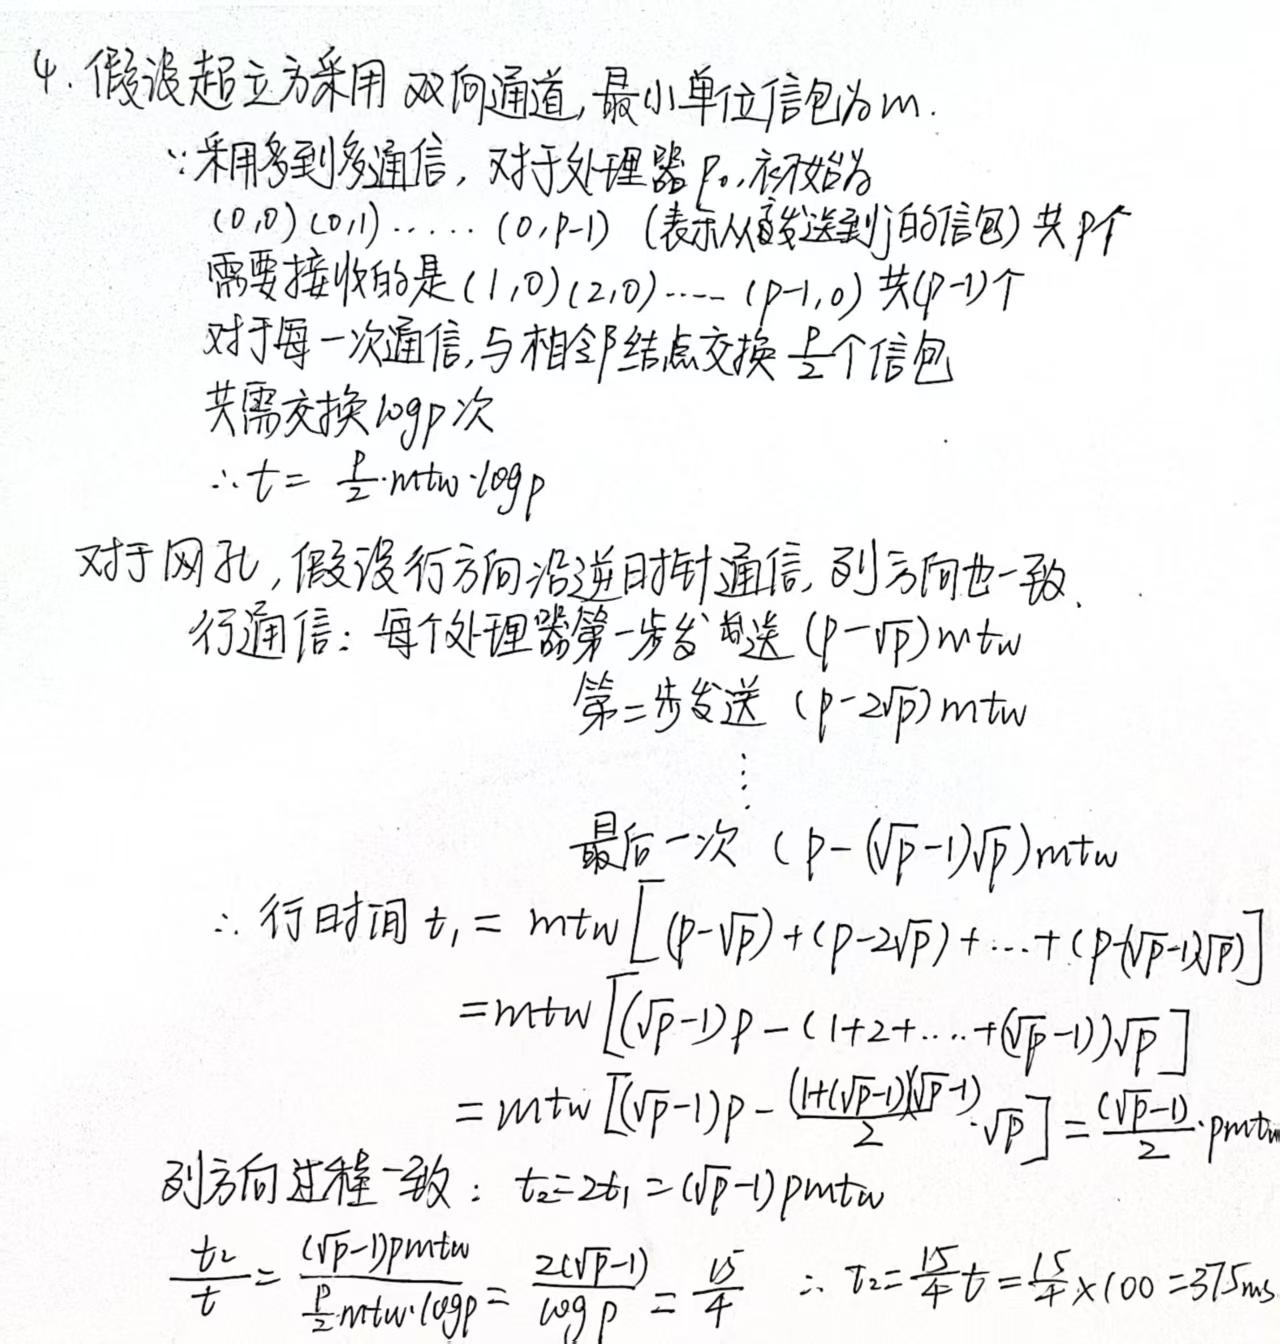 4. 假设超立方采用双向通道,最小单位信包为m.
∵采用多到多通信, 对于处理器P₀,初始为
(0,0)(0,1)......(0,P-1) (表示从i发送到j的信包) 共P个
需要接收的是(1,0)(2,0)....(P-1,0) 共(P-1)个
对于每一次通信,与相邻结点交换 P/2 个信包
共需交换logp次
∴t= P/2·mtw·logp
对于网孔,假设行方向沿逆时针通信,列方向也一致.
行通信: 每个处理器第一步发送 (P-√P)mtw
第二步发送 (P-2√P)mtw
⋮
最后一次 (P-(√P-1)√P)mtw
∴行时间 t₁= mtw[(P-√P)+(P-2√P)+...+(P-(√P-1)√P)]
=mtw[(√P-1)P-(1+2+....+(√P-1))√P]
=mtw[(√P-1)P-(1+(√P-1))(√P-1)/2·√P]=(√P-1)/2·pmtw
列方向过程一致: t₂=2t₁=(√P-1)pmtw
t₂/t=(√P-1)pmtw/(P/2·mtw·logp)=2(√P-1)/logp=15/4 ∴T₂=15/4t=15/4×100=375ms